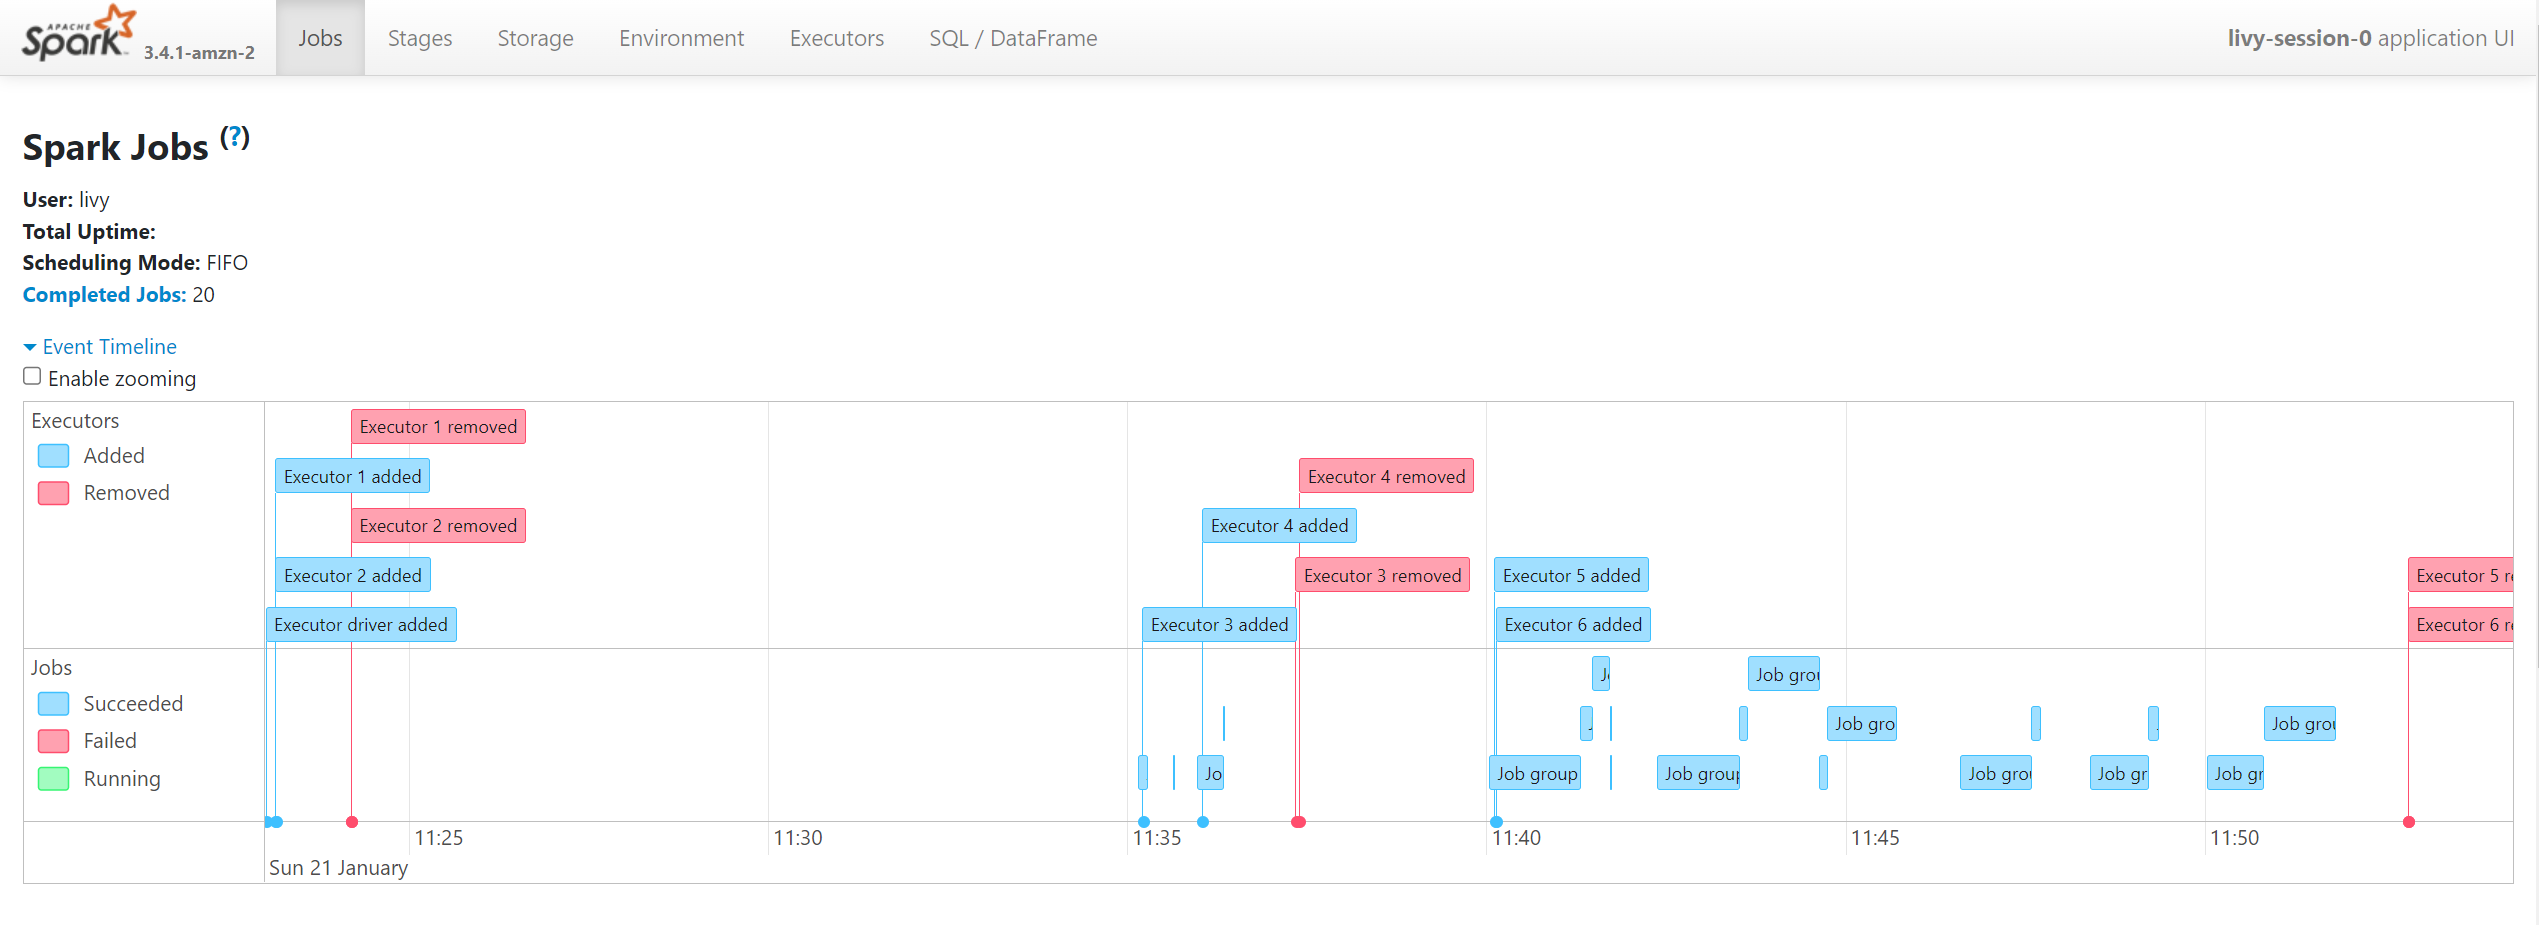 APACHE
Spark 3.4.1-amzn-2 Jobs Stages Storage Environment Executors SQL / DataFrame livy-session-0 application UI
Spark Jobs (?)
User: livy
Total Uptime:
Scheduling Mode: FIFO
Completed Jobs: 20
Event Timeline
Enable zooming
Executors
Added
Removed
Executor 1 removed
Executor 1 added
Executor 4 removed
Executor 2 removed
Executor 4 added
Executor 2 added
Executor 3 removed
Executor 5 added
Executor 5 re
Executor driver added
Executor 3 added
Executor 6 added
Executor 6 re
Jobs
Succeeded
Failed
Running
Job grou
Job gro
Job grou
Jo
Job group
Job group
Job grou
Job gr
Job gr
11:25 11:30 11:35 11:40 11:45 11:50
Sun 21 January